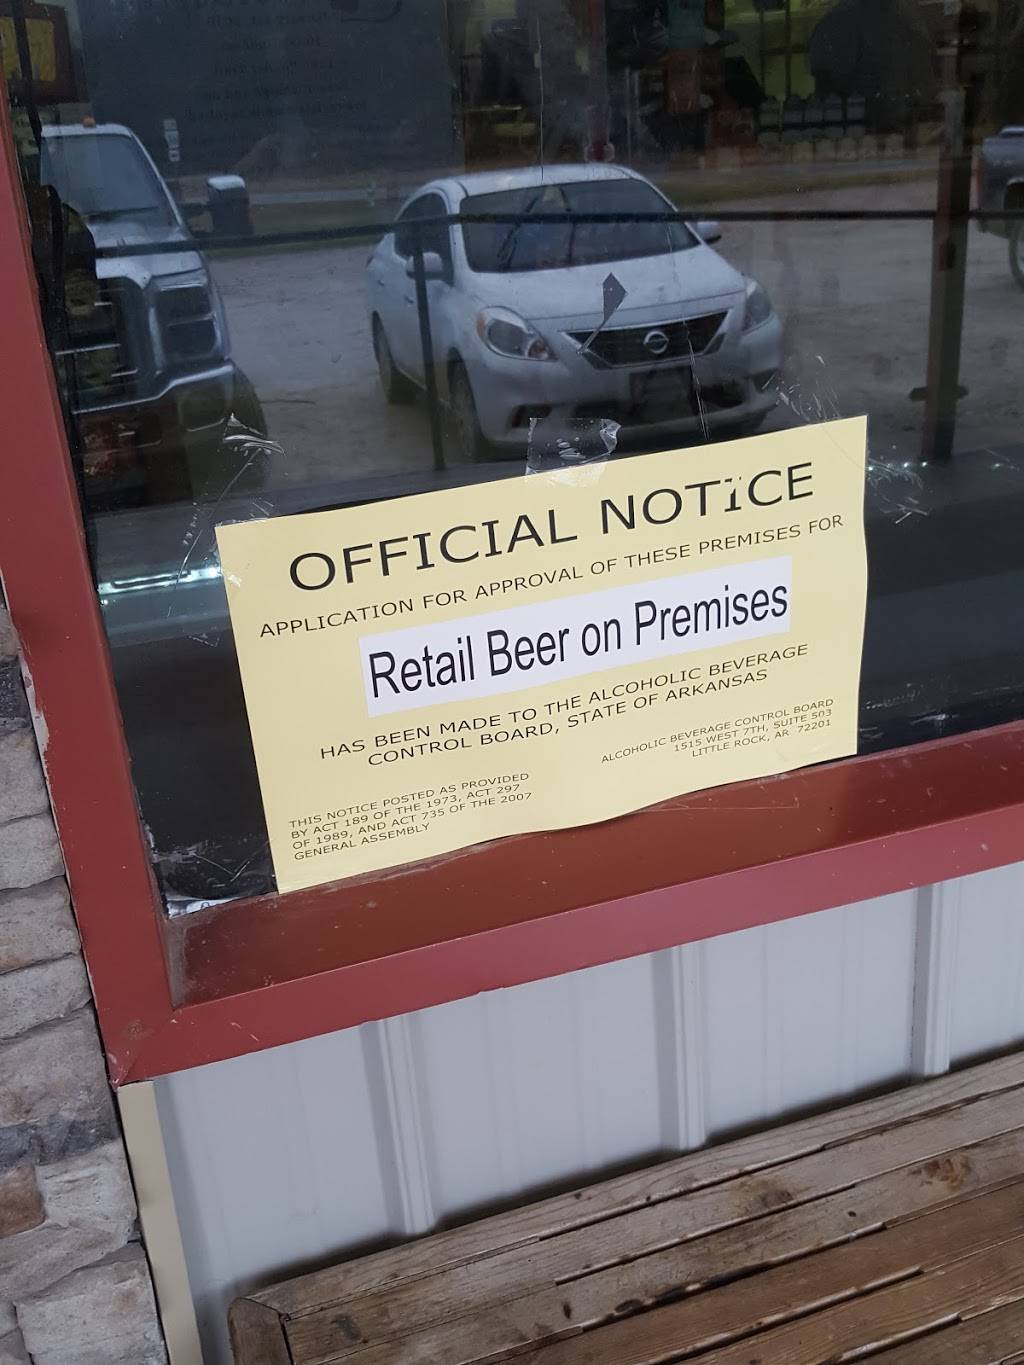 OFFICIAL NOTICE
APPLICATION FOR APPROVAL OF THESE PREMISES FOR
Retail Beer on Premises
HAS BEEN MADE TO THE ALCOHOLIC BEVERAGE
CONTROL BOARD, STATE OF ARKANSAS
ALCOHOLIC BEVERAGE CONTROL BOARD
1515 WEST 7TH, SUITE 503
LITTLE ROCK, AR 72201
THIS NOTICE POSTED AS PROVIDED
BY ACT 189 OF THE 1973, ACT 297
OF 1989, AND ACT 735 OF THE 2007
GENERAL ASSEMBLY